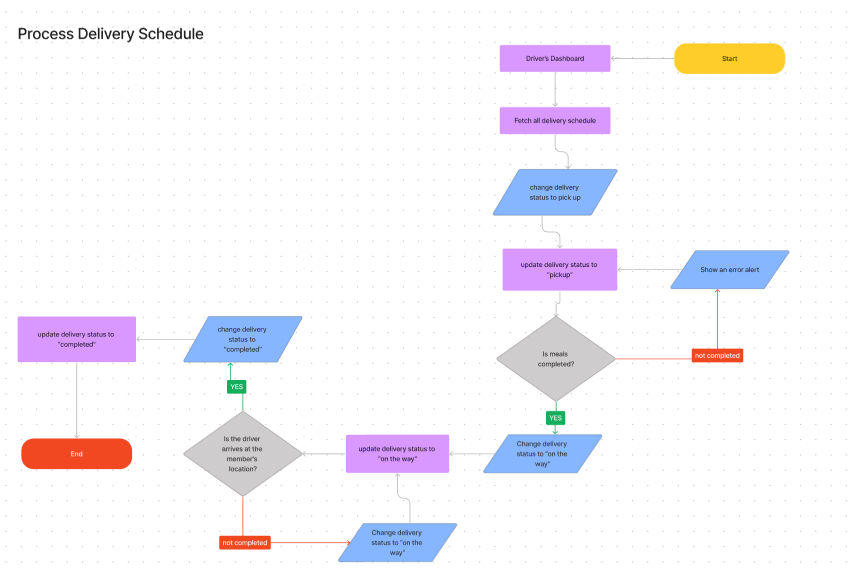 Process Delivery Schedule
Driver's Dashboard
Start
Fetch all delivery schedule
change delivery
status to pick up
update delivery status to
"pickup"
Show an error alert
Is meals
completed?
not completed
YES
Change delivery
status to "on the
way"
update delivery status to
"on the way"
Is the driver
arrives at the
member's
location?
not completed
Change delivery
status to "on the
way"
YES
change delivery
status to
"completed"
update delivery status to
"completed"
End